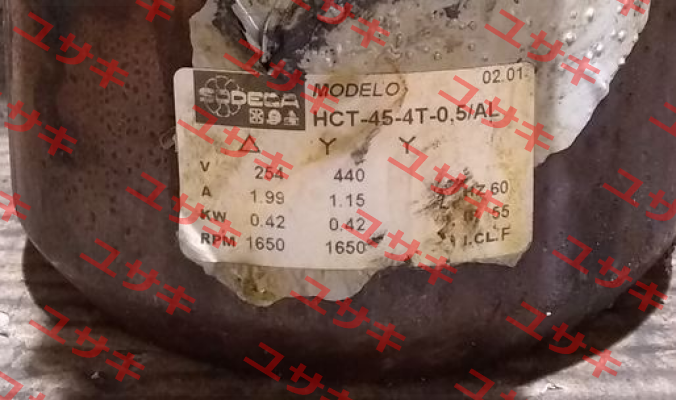 SODECA
MODELO
02.01
HCT-45-4T-0,5/AL
Δ Y Y
V 254 440
A 1.99 1.15 HZ 60
KW 0.42 0.42 IP 55
RPM 1650 1650 I.CL.F
ユサキ